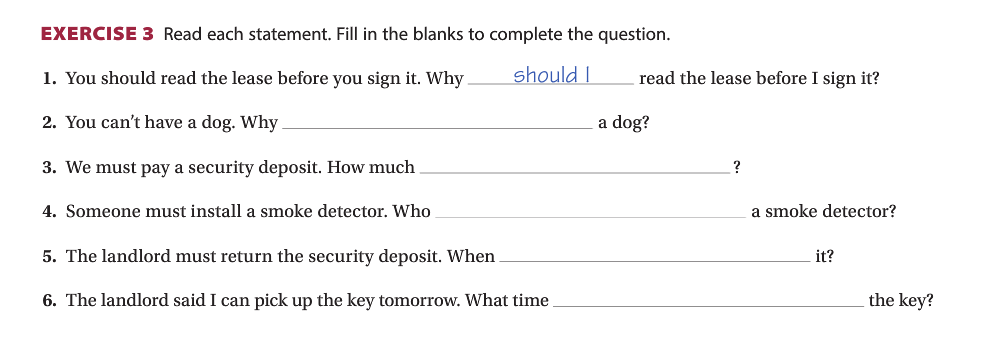 EXERCISE 3 Read each statement. Fill in the blanks to complete the question.
1. You should read the lease before you sign it. Why should I read the lease before I sign it?
2. You can’t have a dog. Why ______ a dog?
3. We must pay a security deposit. How much ______?
4. Someone must install a smoke detector. Who ______ a smoke detector?
5. The landlord must return the security deposit. When ______ it?
6. The landlord said I can pick up the key tomorrow. What time ______ the key?